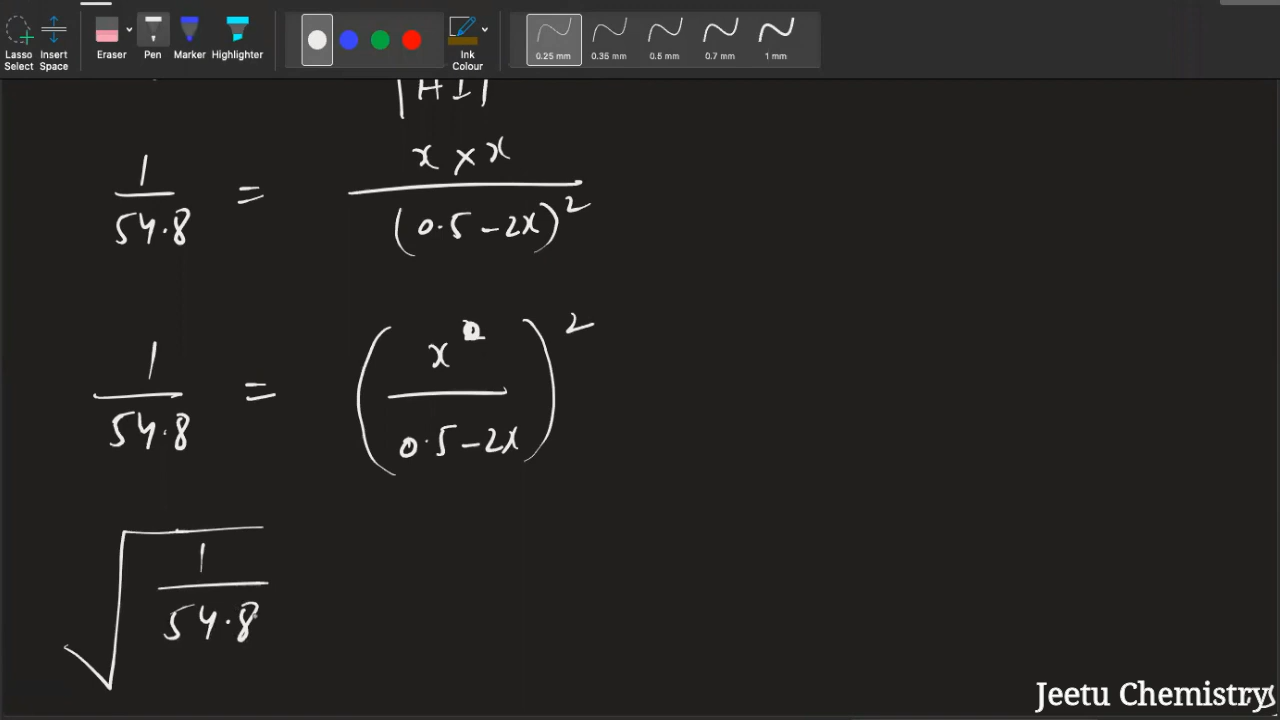 Lasso Select Insert Space Eraser Pen Marker Highlighter Ink Colour 0.25 mm 0.35 mm 0.5 mm 0.7 mm 1 mm
|HI|
1/54.8 = x × x/(0.5-2x)²
1/54.8 = (x/0.5-2x)²
√1/54.8
Jeetu Chemistry